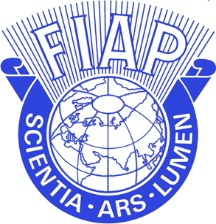 FIAP
SCIENTIA · ARS · LUMEN